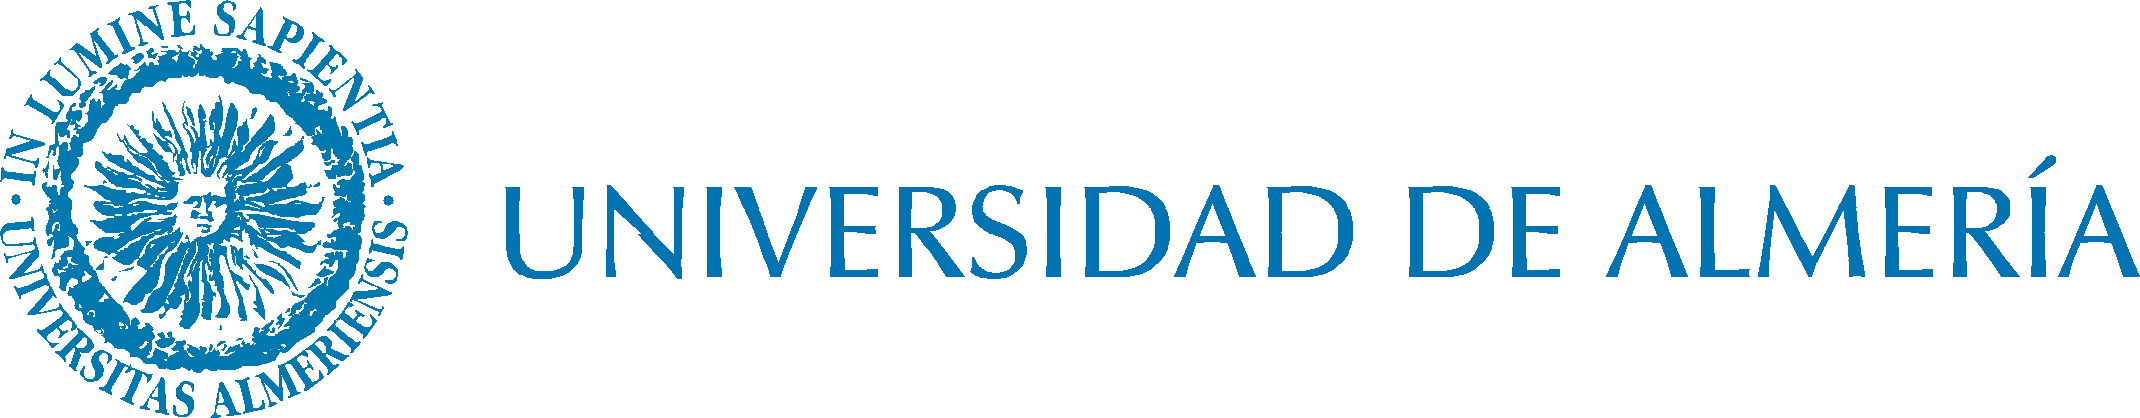 · IN LUMINE SAPIENTIA ·
UNIVERSITAS ALMERIENSIS
UNIVERSIDAD DE ALMERÍA